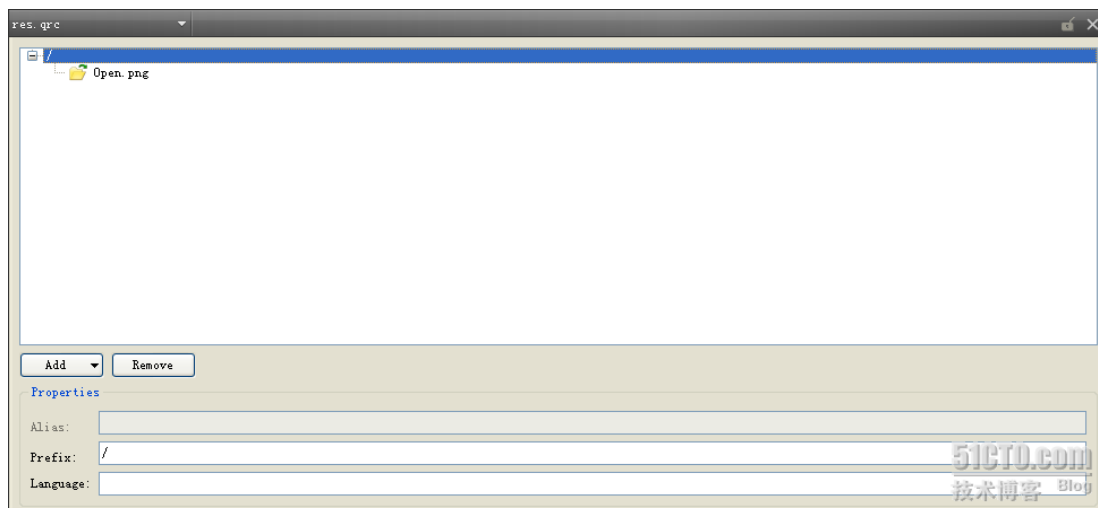 res.qrc
/
Open.png
Add
Remove
Properties
Alias:
Prefix: /
Language:
51CTO.com
技术博客 Blog